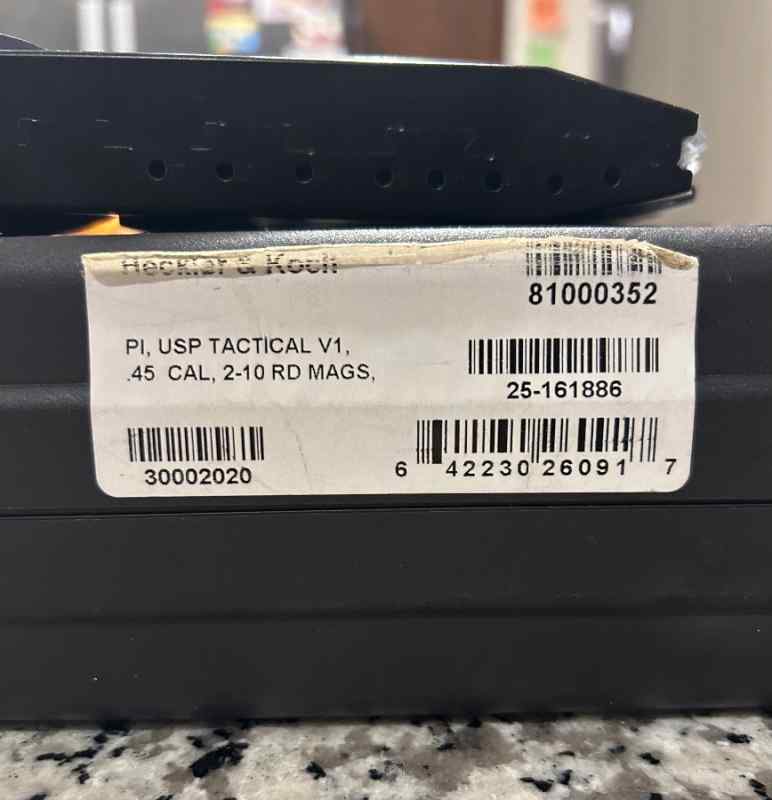 Heckler & Koch
81000352
PI, USP TACTICAL V1,
.45 CAL, 2-10 RD MAGS,
25-161886
30002020
6 42230 26091 7